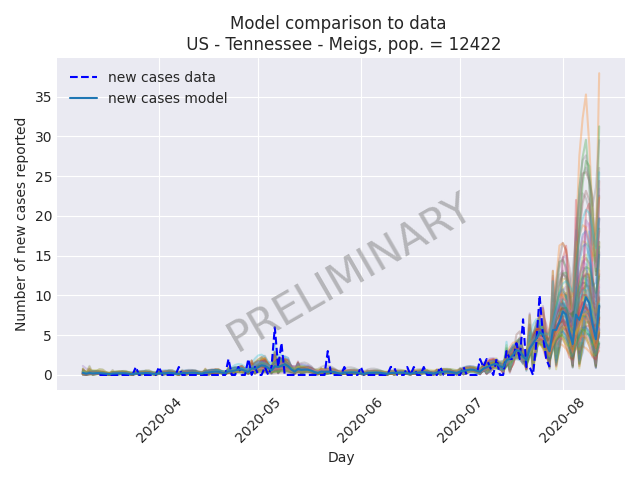 Model comparison to data
US - Tennessee - Meigs, pop. = 12422
new cases data
new cases model
Number of new cases reported
35
30
25
20
15
10
5
0
PRELIMINARY
2020-04
2020-05
2020-06
2020-07
2020-08
Day